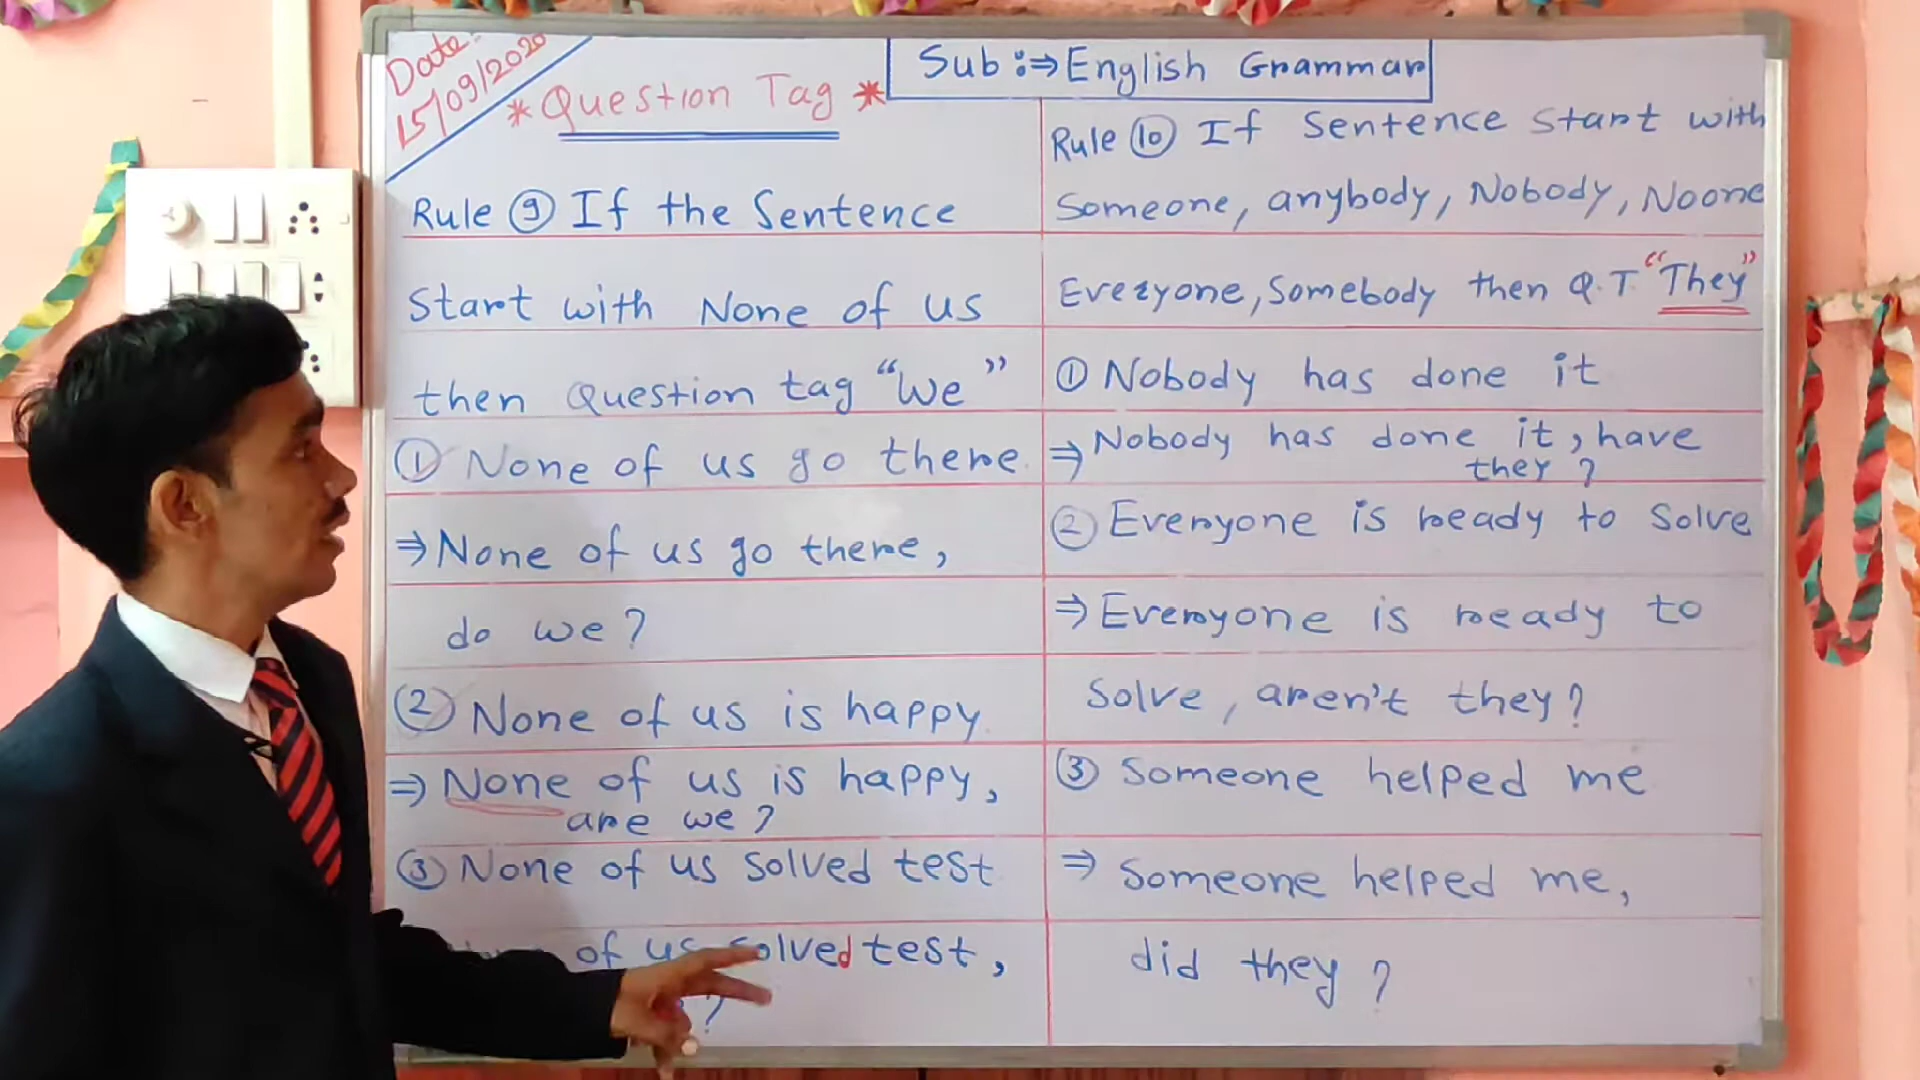 Date:
15/09/2020
* Question Tag *
Sub :⇒ English Grammar
Rule ⑨ If the Sentence
Start with None of us
then Question tag “We”
① None of us go there.
⇒ None of us go there,
do we?
② None of us is happy.
⇒ None of us is happy,
are we?
③ None of us solved test
of us solved test,
?
Rule ⑩ If Sentence Start with
Someone, anybody, Nobody, Noone
Everyone, Somebody then Q.T. “They”
① Nobody has done it
⇒ Nobody has done it, have
they ?
② Everyone is ready to solve
⇒ Everyone is ready to
Solve, aren't they?
③ Someone helped me
⇒ Someone helped me,
did they ?